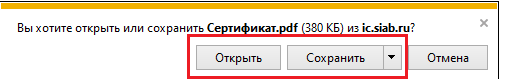 Вы хотите открыть или сохранить Сертификат.pdf (380 КБ) из ic.siab.ru?
Открыть Сохранить Отмена